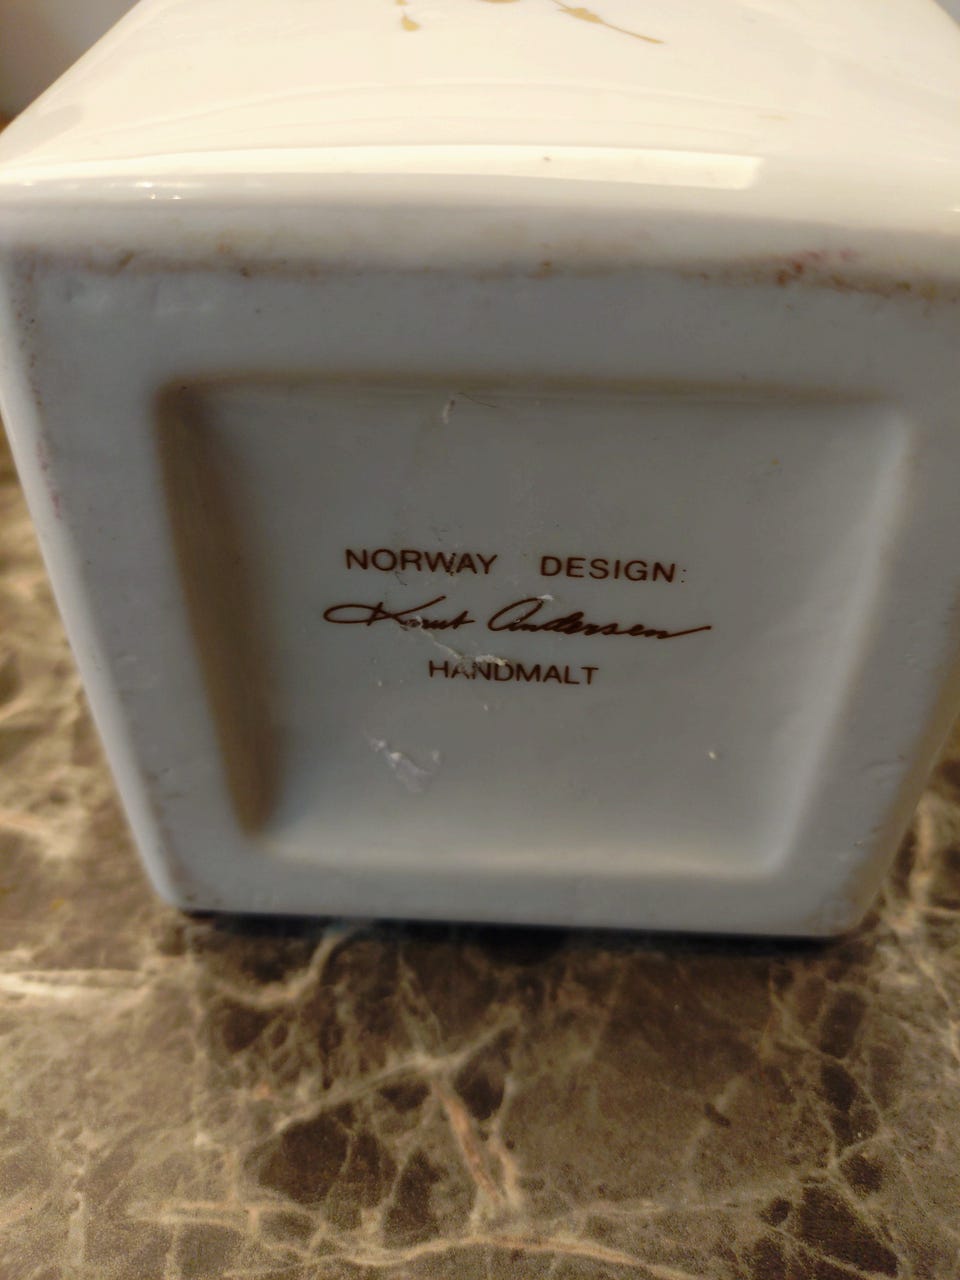 NORWAY DESIGN:
Knut Andersen
HANDMALT